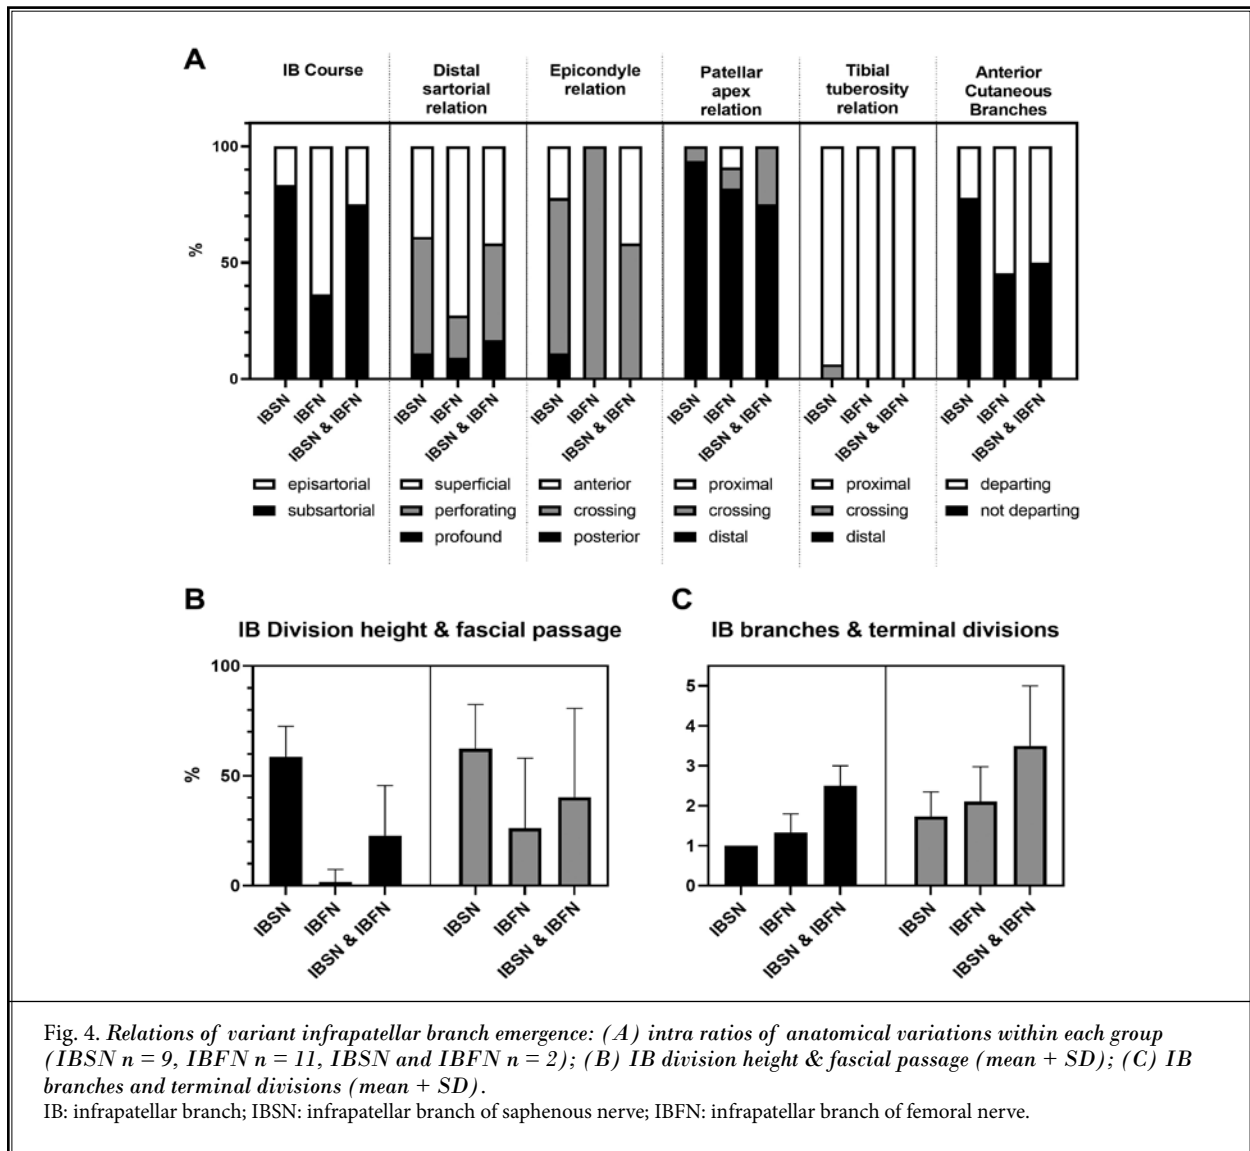 A
IB Course
Distal
sartorial
relation
Epicondyle
relation
Patellar
apex
relation
Tibial
tuberosity
relation
Anterior
Cutaneous
Branches
100
50
0
%
IBSN
IBFN
IBSN & IBFN
IBSN
IBFN
IBSN & IBFN
IBSN
IBFN
IBSN & IBFN
IBSN
IBFN
IBSN & IBFN
IBSN
IBFN
IBSN & IBFN
IBSN
IBFN
IBSN & IBFN
episartorial
subsartorial
superficial
perforating
profound
anterior
crossing
posterior
proximal
crossing
distal
proximal
crossing
distal
departing
not departing
B
IB Division height & fascial passage
100
50
0
%
IBSN
IBFN
IBSN & IBFN
IBSN
IBFN
IBSN & IBFN
C
IB branches & terminal divisions
5
4
3
2
1
0
IBSN
IBFN
IBSN & IBFN
IBSN
IBFN
IBSN & IBFN
Fig. 4. Relations of variant infrapatellar branch emergence: (A) intra ratios of anatomical variations within each group
(IBSN n = 9, IBFN n = 11, IBSN and IBFN n = 2); (B) IB division height & fascial passage (mean + SD); (C) IB
branches and terminal divisions (mean + SD).
IB: infrapatellar branch; IBSN: infrapatellar branch of saphenous nerve; IBFN: infrapatellar branch of femoral nerve.